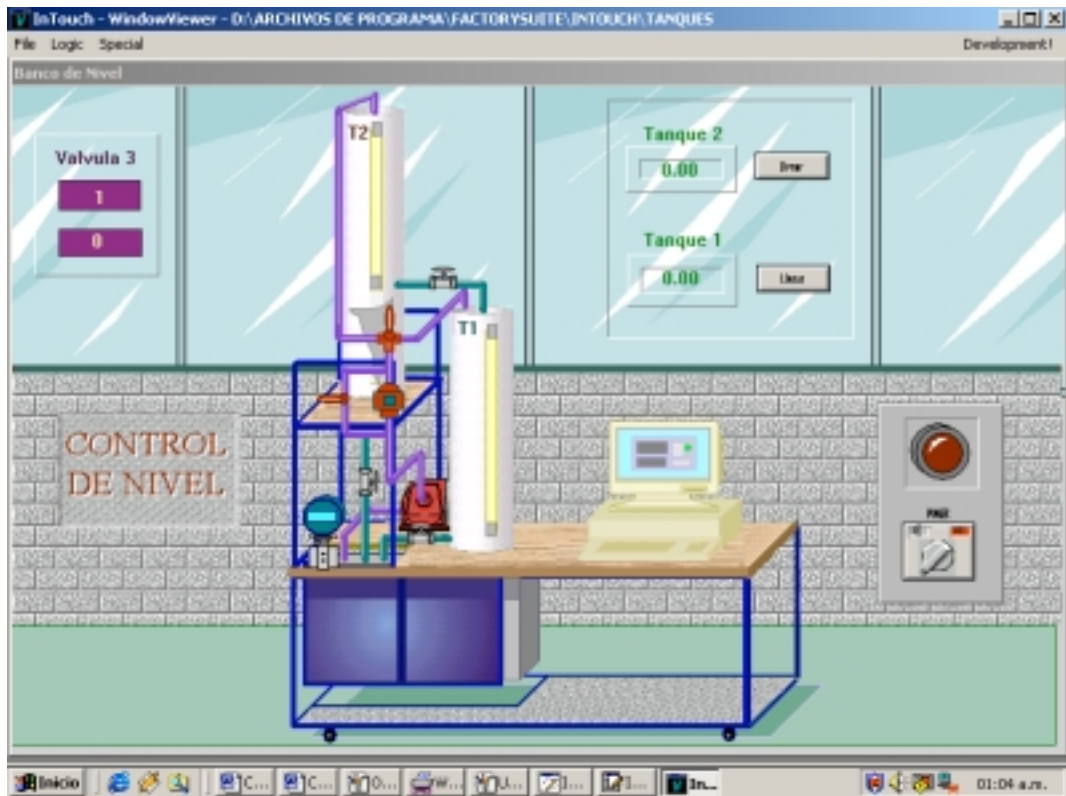 InTouch - WindowViewer - D:\ARCHIVOS DE PROGRAMA\FACTORYSUITE\INTOUCH\TANQUES
File Logic Special Development!
Banco de Nivel
Valvula 3
1
0
T2
Tanque 2
0.00
Tanque 1
0.00
T1
CONTROL
DE NIVEL
Inicio C... C... O... W... U... I... I... In... 01:04 a.m.